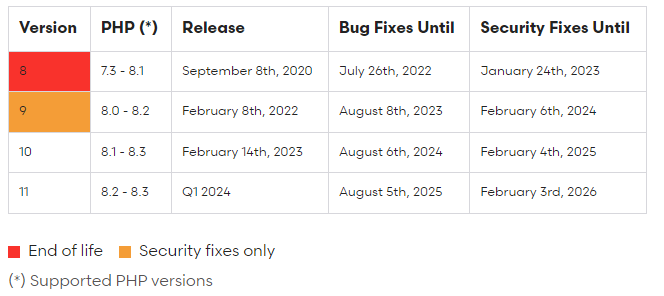 Version PHP (*) Release Bug Fixes Until Security Fixes Until
8 7.3 - 8.1 September 8th, 2020 July 26th, 2022 January 24th, 2023
9 8.0 - 8.2 February 8th, 2022 August 8th, 2023 February 6th, 2024
10 8.1 - 8.3 February 14th, 2023 August 6th, 2024 February 4th, 2025
11 8.2 - 8.3 Q1 2024 August 5th, 2025 February 3rd, 2026
End of life Security fixes only
(*) Supported PHP versions